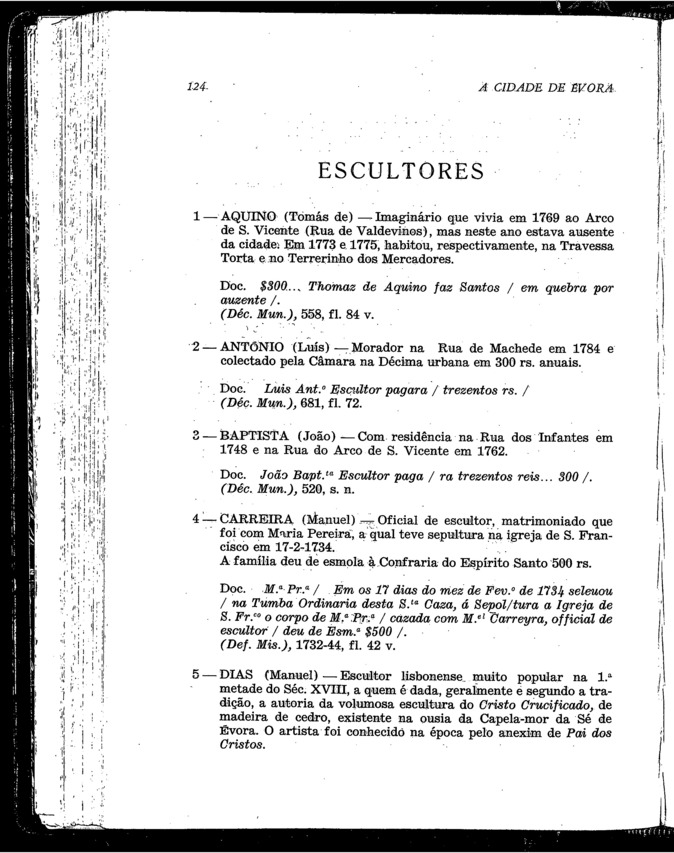 124
A CIDADE DE ÉVORA
ESCULTORES
1 — AQUINO (Tomás de) — Imaginário que vivia em 1769 ao Arco
de S. Vicente (Rua de Valdevinos), mas neste ano estava ausente
da cidade. Em 1773 e 1775, habitou, respectivamente, na Travessa
Torta e no Terrerinho dos Mercadores.
Doc. $300... Thomaz de Aquino faz Santos / em quebra por
auzente /.
(Déc. Mun.), 558, fl. 84 v.
2 — ANTÓNIO (Luís) — Morador na Rua de Machede em 1784 e
colectado pela Câmara na Décima urbana em 300 rs. anuais.
Doc. Luis Ant.º Escultor pagara / trezentos rs. /
(Déc. Mun.), 681, fl. 72.
3 — BAPTISTA (João) — Com residência na Rua dos Infantes em
1748 e na Rua do Arco de S. Vicente em 1762.
Doc. João Bapt.ᵗᵃ Escultor paga / ra trezentos reis... 300 /.
(Déc. Mun.), 520, s. n.
4 — CARREIRA (Manuel) — Oficial de escultor, matrimoniado que
foi com Maria Pereira, a qual teve sepultura na igreja de S. Fran-
cisco em 17-2-1734.
A família deu de esmola à Confraria do Espírito Santo 500 rs.
Doc. M.ª Pr.ª / Em os 17 dias do mez de Fev.º de 1734 seleuou
/ na Tumba Ordinaria desta S.ᵗᵃ Caza, á Sepol/tura a Igreja de
S. Fr.ᶜᵒ o corpo de M.ª Pr.ª / cazada com M.ᵉˡ Carreyra, official de
escultor / deu de Esm.ª $500 /.
(Def. Mis.), 1732-44, fl. 42 v.
5 — DIAS (Manuel) — Escultor lisbonense muito popular na 1.ª
metade do Séc. XVIII, a quem é dada, geralmente e segundo a tra-
dição, a autoria da volumosa escultura do Cristo Crucificado, de
madeira de cedro, existente na ousia da Capela-mor da Sé de
Évora. O artista foi conhecido na época pelo anexim de Pai dos
Cristos.